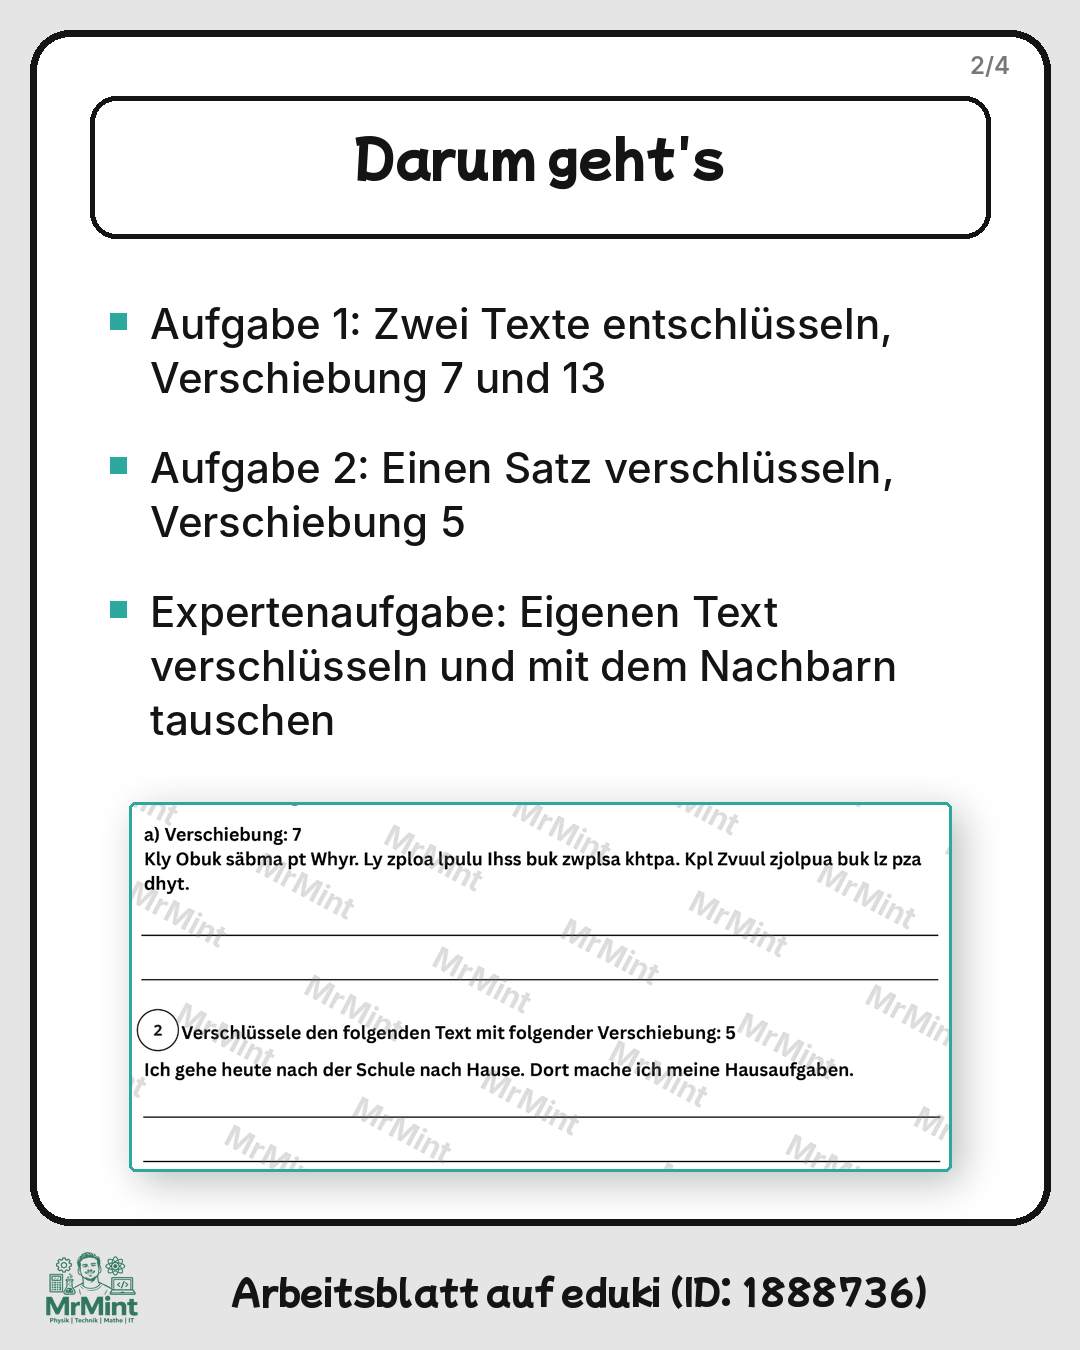 2/4
Darum geht's
Aufgabe 1: Zwei Texte entschlüsseln,
Verschiebung 7 und 13
Aufgabe 2: Einen Satz verschlüsseln,
Verschiebung 5
Expertenaufgabe: Eigenen Text
verschlüsseln und mit dem Nachbarn
tauschen
a) Verschiebung: 7
Kly Obuk säbma pt Whyr. Ly zploa lpulu Ihss buk zwplsa khtpa. Kpl Zvuul zjolpua buk lz pza
dhyt.
2 Verschlüssele den folgenden Text mit folgender Verschiebung: 5
Ich gehe heute nach der Schule nach Hause. Dort mache ich meine Hausaufgaben.
MrMint
Physik | Technik | Mathe | IT
Arbeitsblatt auf eduki (ID: 1888736)